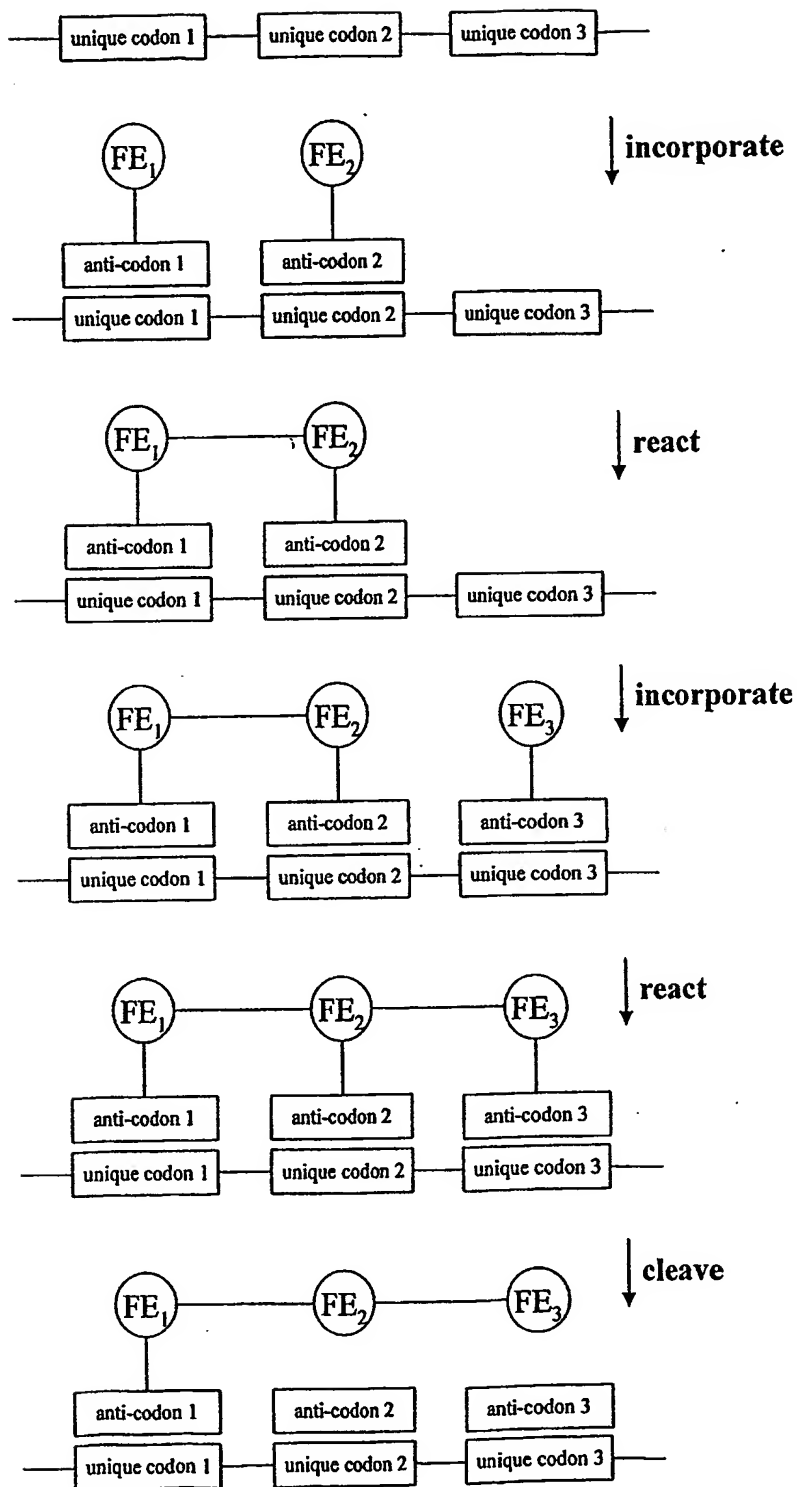 unique codon 1 unique codon 2 unique codon 3
incorporate
FE1 FE2
anti-codon 1 anti-codon 2
unique codon 1 unique codon 2 unique codon 3
react
FE1 FE2
anti-codon 1 anti-codon 2
unique codon 1 unique codon 2 unique codon 3
incorporate
FE1 FE2 FE3
anti-codon 1 anti-codon 2 anti-codon 3
unique codon 1 unique codon 2 unique codon 3
react
FE1 FE2 FE3
anti-codon 1 anti-codon 2 anti-codon 3
unique codon 1 unique codon 2 unique codon 3
cleave
FE1 FE2 FE3
anti-codon 1 anti-codon 2 anti-codon 3
unique codon 1 unique codon 2 unique codon 3